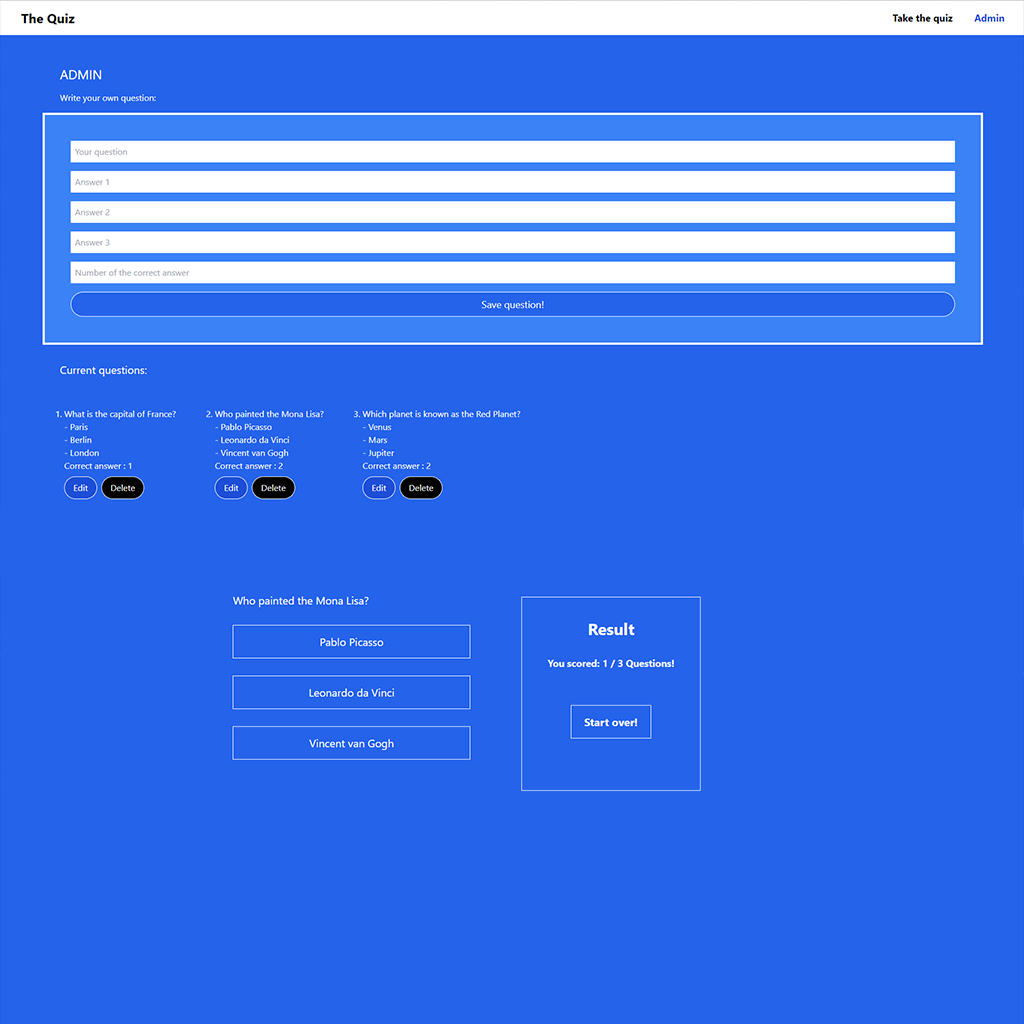 The Quiz
Take the quiz
Admin
ADMIN
Write your own question:
Your question
Answer 1
Answer 2
Answer 3
Number of the correct answer
Save question!
Current questions:
1. What is the capital of France?
- Paris
- Berlin
- London
Correct answer : 1
Edit
Delete
2. Who painted the Mona Lisa?
- Pablo Picasso
- Leonardo da Vinci
- Vincent van Gogh
Correct answer : 2
Edit
Delete
3. Which planet is known as the Red Planet?
- Venus
- Mars
- Jupiter
Correct answer : 2
Edit
Delete
Who painted the Mona Lisa?
Pablo Picasso
Leonardo da Vinci
Vincent van Gogh
Result
You scored: 1 / 3 Questions!
Start over!